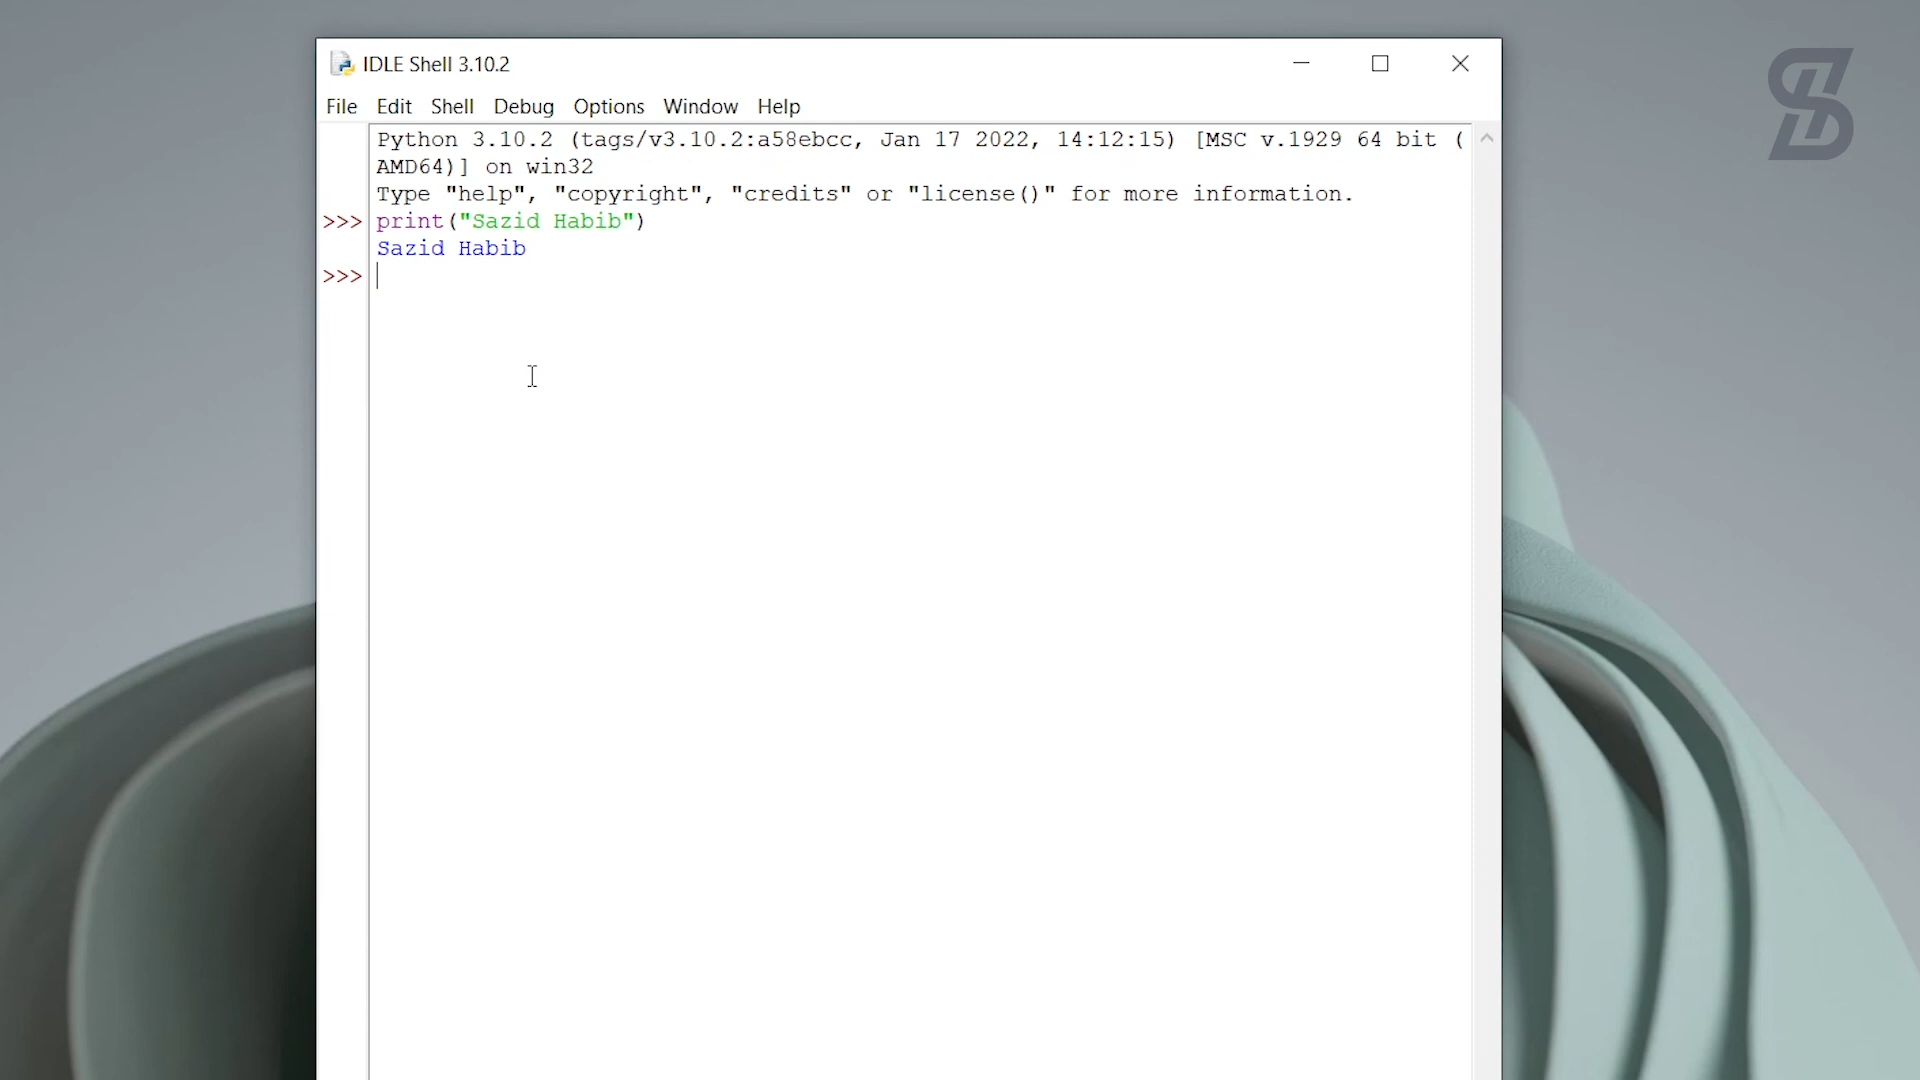 IDLE Shell 3.10.2
File Edit Shell Debug Options Window Help
Python 3.10.2 (tags/v3.10.2:a58ebcc, Jan 17 2022, 14:12:15) [MSC v.1929 64 bit (
AMD64)] on win32
Type "help", "copyright", "credits" or "license()" for more information.
>>> print("Sazid Habib")
Sazid Habib
>>>